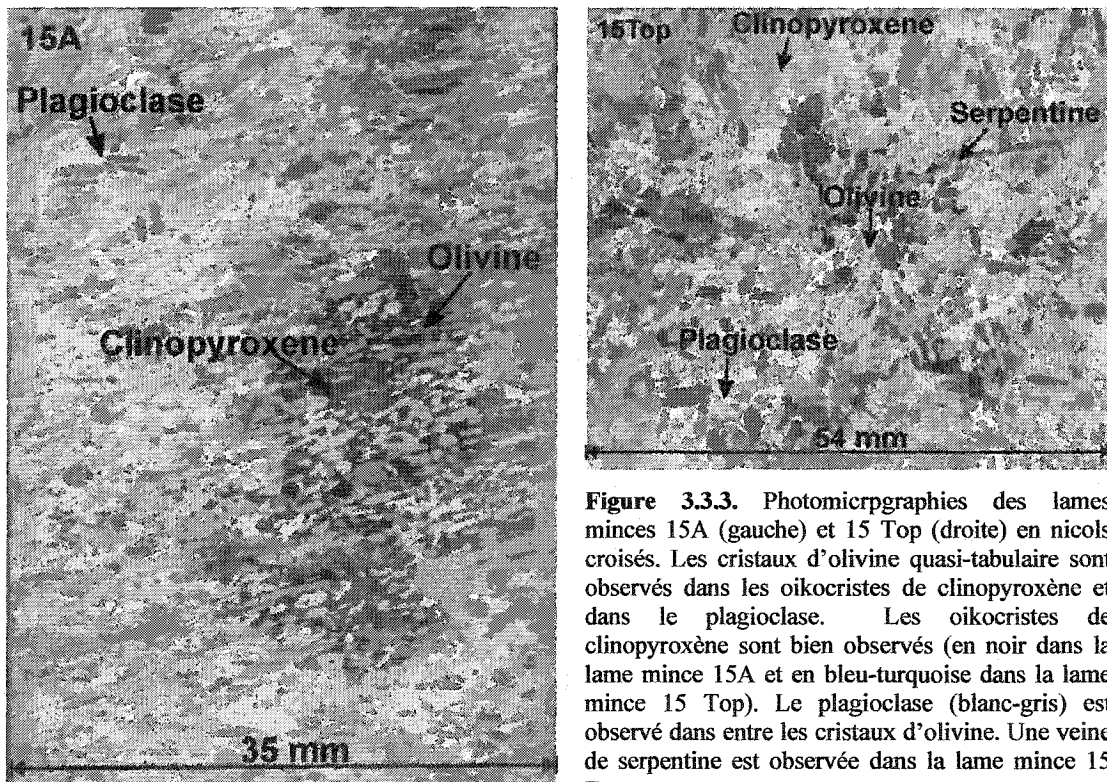 15A
Plagioclase
Olivine
Clinopyroxene
35 mm
15Top
Clinopyroxene
Serpentine
Olivine
Plagioclase
54 mm
Figure 3.3.3. Photomicrpgraphies des lames
minces 15A (gauche) et 15 Top (droite) en nicols
croisés. Les cristaux d'olivine quasi-tabulaire sont
observés dans les oikocristes de clinopyroxène et
dans le plagioclase. Les oikocristes de
clinopyroxène sont bien observés (en noir dans la
lame mince 15A et en bleu-turquoise dans la lame
mince 15 Top). Le plagioclase (blanc-gris) est
observé dans entre les cristaux d'olivine. Une veine
de serpentine est observée dans la lame mince 15